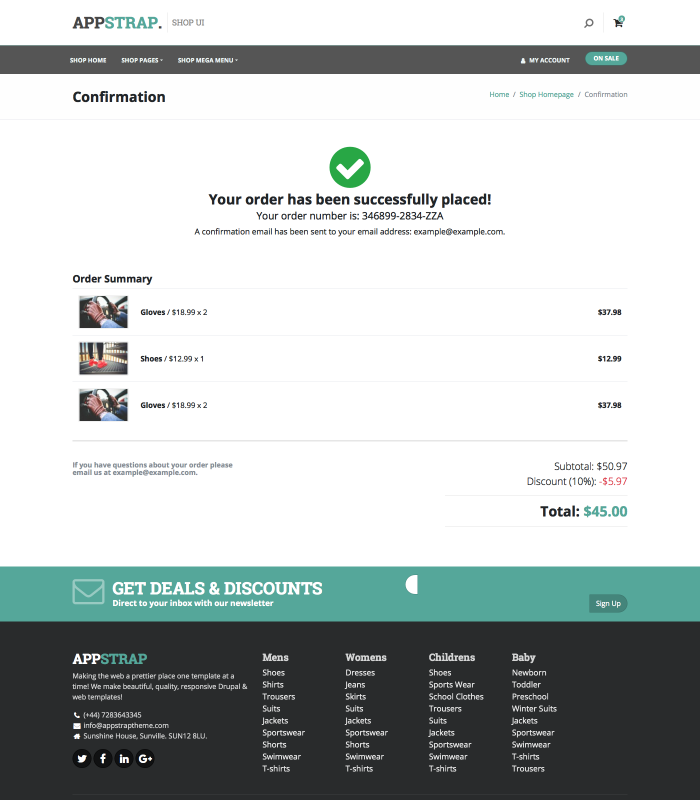 APPSTRAP. SHOP UI
SHOP HOME SHOP PAGES SHOP MEGA MENU MY ACCOUNT ON SALE
Confirmation
Home / Shop Homepage / Confirmation
Your order has been successfully placed!
Your order number is: 346899-2834-ZZA
A confirmation email has been sent to your email address: example@example.com.
Order Summary
Gloves / $18.99 x 2 $37.98
Shoes / $12.99 x 1 $12.99
Gloves / $18.99 x 2 $37.98
If you have questions about your order please
email us at example@example.com.
Subtotal: $50.97
Discount (10%): -$5.97
Total: $45.00
GET DEALS & DISCOUNTS
Direct to your inbox with our newsletter
Sign Up
APPSTRAP
Making the web a prettier place one template at a
time! We make beautiful, quality, responsive Drupal &
web templates!
(+44) 7283643345
info@appstraptheme.com
Sunshine House, Sunville. SUN12 8LU.
Mens
Shoes
Shirts
Trousers
Suits
Jackets
Sportswear
Shorts
Swimwear
T-shirts
Womens
Dresses
Jeans
Skirts
Suits
Jackets
Sportswear
Shorts
Swimwear
T-shirts
Childrens
Shoes
Sports Wear
School Clothes
Trousers
Suits
Jackets
Sportswear
Swimwear
T-shirts
Baby
Newborn
Toddler
Preschool
Winter Suits
Jackets
Sportswear
Swimwear
T-shirts
Trousers